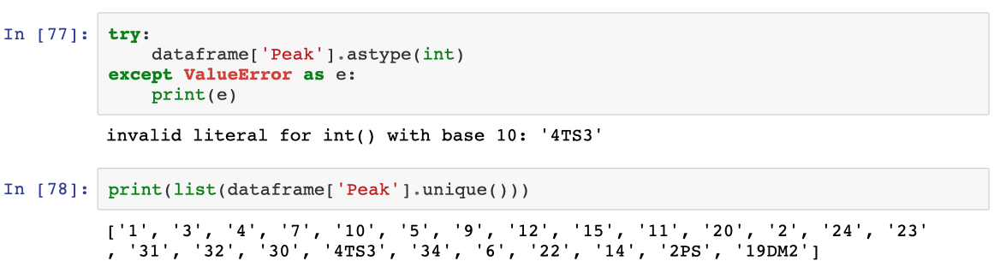 In [77]: try:
    dataframe['Peak'].astype(int)
except ValueError as e:
    print(e)
invalid literal for int() with base 10: '4TS3'
In [78]: print(list(dataframe['Peak'].unique()))
['1', '3', '4', '7', '10', '5', '9', '12', '15', '11', '20', '2', '24', '23'
, '31', '32', '30', '4TS3', '34', '6', '22', '14', '2PS', '19DM2']